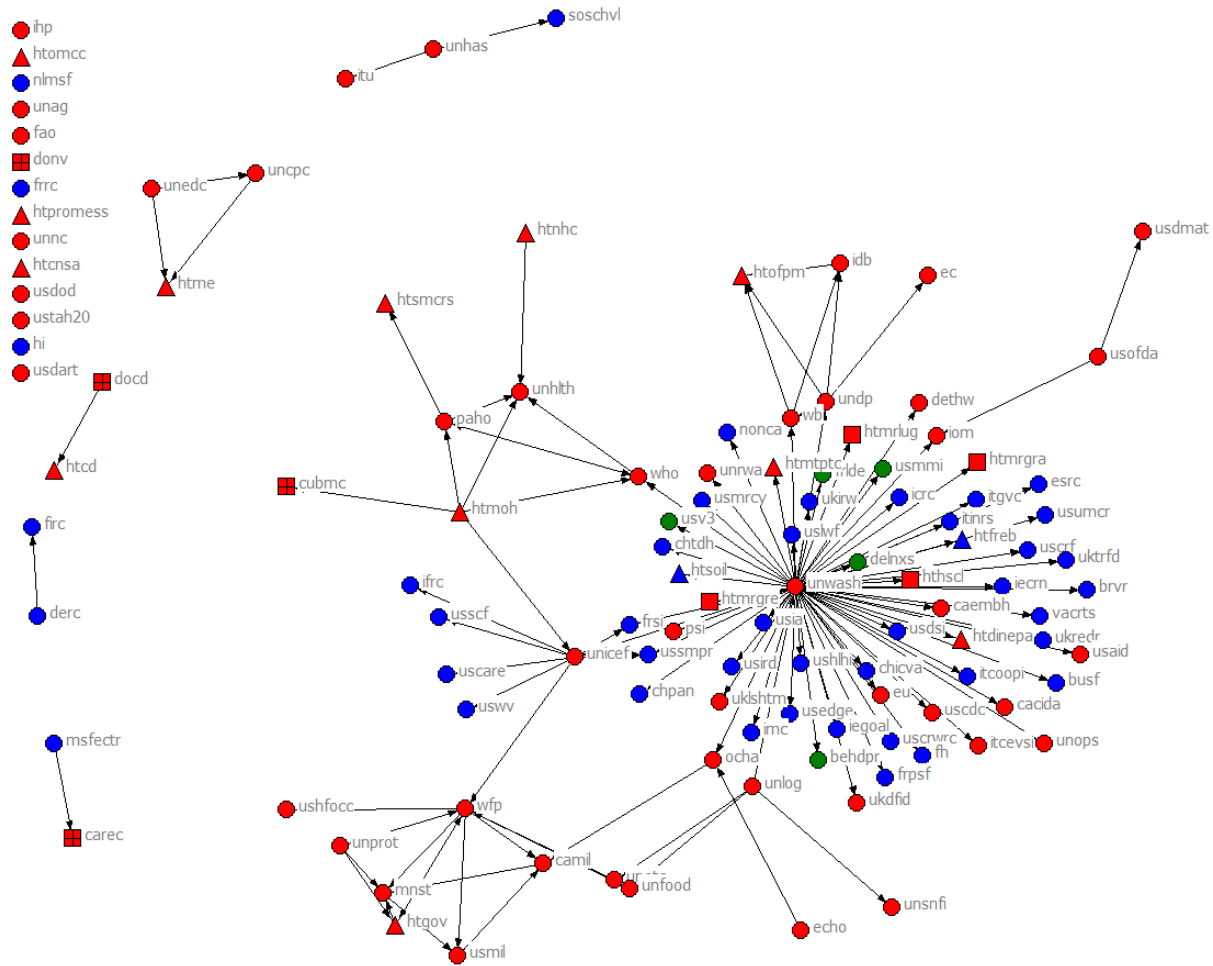 ihp
htomcc
nlmsf
unag
fao
donv
frrc
htpromess
unnc
htcnsa
usdod
ustah20
hi
usdart
soschvl
unhas
itu
uncpc
unedc
htme
docd
htcd
firc
derc
msfectr
carec
htnhc
htsmcrs
unhlth
paho
who
cubmc
htmoh
ifrc
usscf
uscare
uswv
unicef
usdmat
idb
ec
htofpm
usofda
undp
dethw
wb
nonca
htmrlug
iom
unrwa
htmtptc
usmmi
htmrgra
usmrcy
ukirw
icrc
itgvc
esrc
usv3
itinrs
usumcr
uslwf
htfreb
chtdh
delnxs
uscrf
uktrfd
htsoil
unwash
hthscl
iecrn
brvr
htmrgre
caembh
vacrts
frsi
psi
usia
usdsi
htdinepa
ukredr
usaid
ussmpr
usird
ushlhi
chicva
itcoopi
busf
chpan
uklshtm
eu
cacida
usedge
uscdc
imc
iegoal
uscrwrc
fh
itcevsi
unops
ocha
behdpr
frpsf
unlog
ukdfid
ushfocc
wfp
unprot
camil
unfood
mnst
htgov
usmil
unsnfi
echo